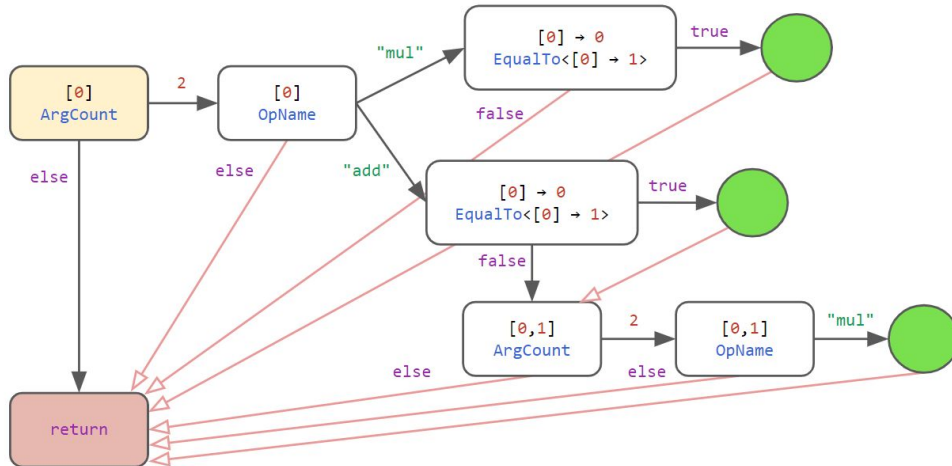 [0] → 0
EqualTo<[0] → 1>
true
"mul"
[0]
ArgCount
2
[0]
OpName
false
else
else
"add"
[0] → 0
EqualTo<[0] → 1>
true
false
[0,1]
ArgCount
2
[0,1]
OpName
"mul"
else
else
return